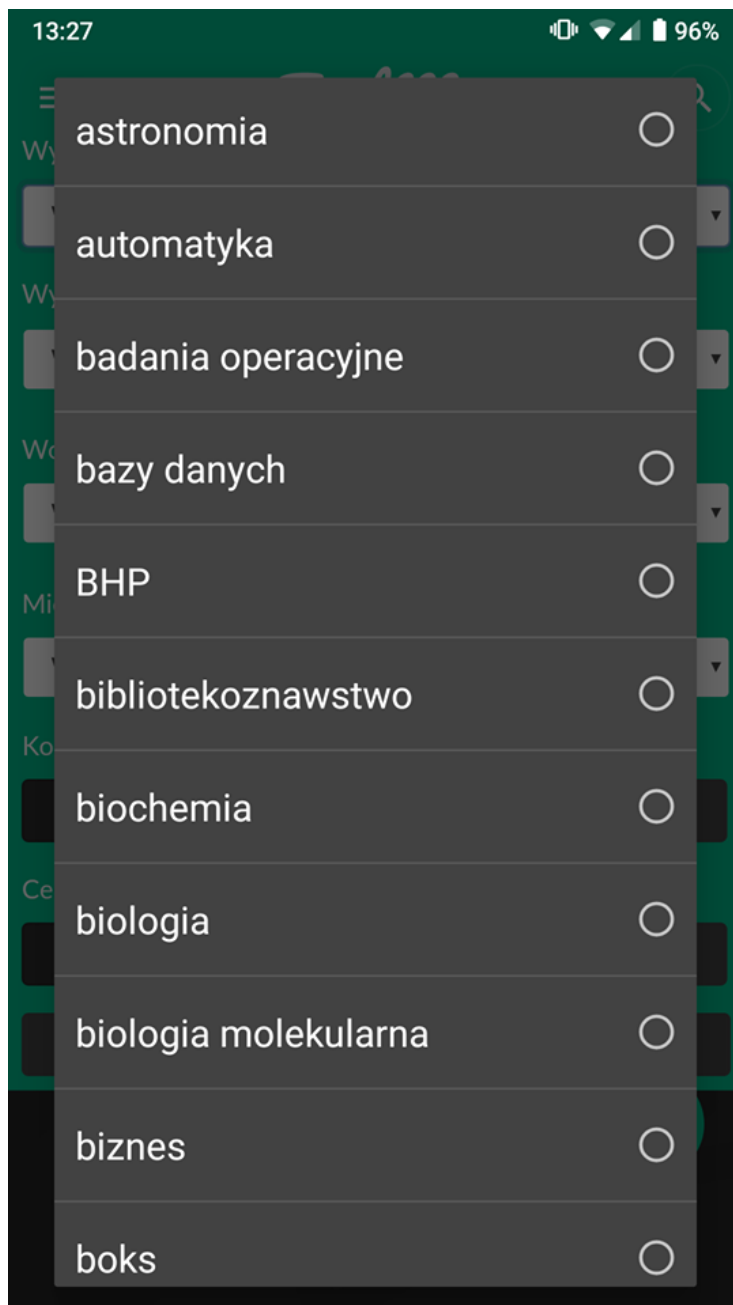 13:27
96%
astronomia
automatyka
badania operacyjne
bazy danych
BHP
bibliotekoznawstwo
biochemia
biologia
biologia molekularna
biznes
boks